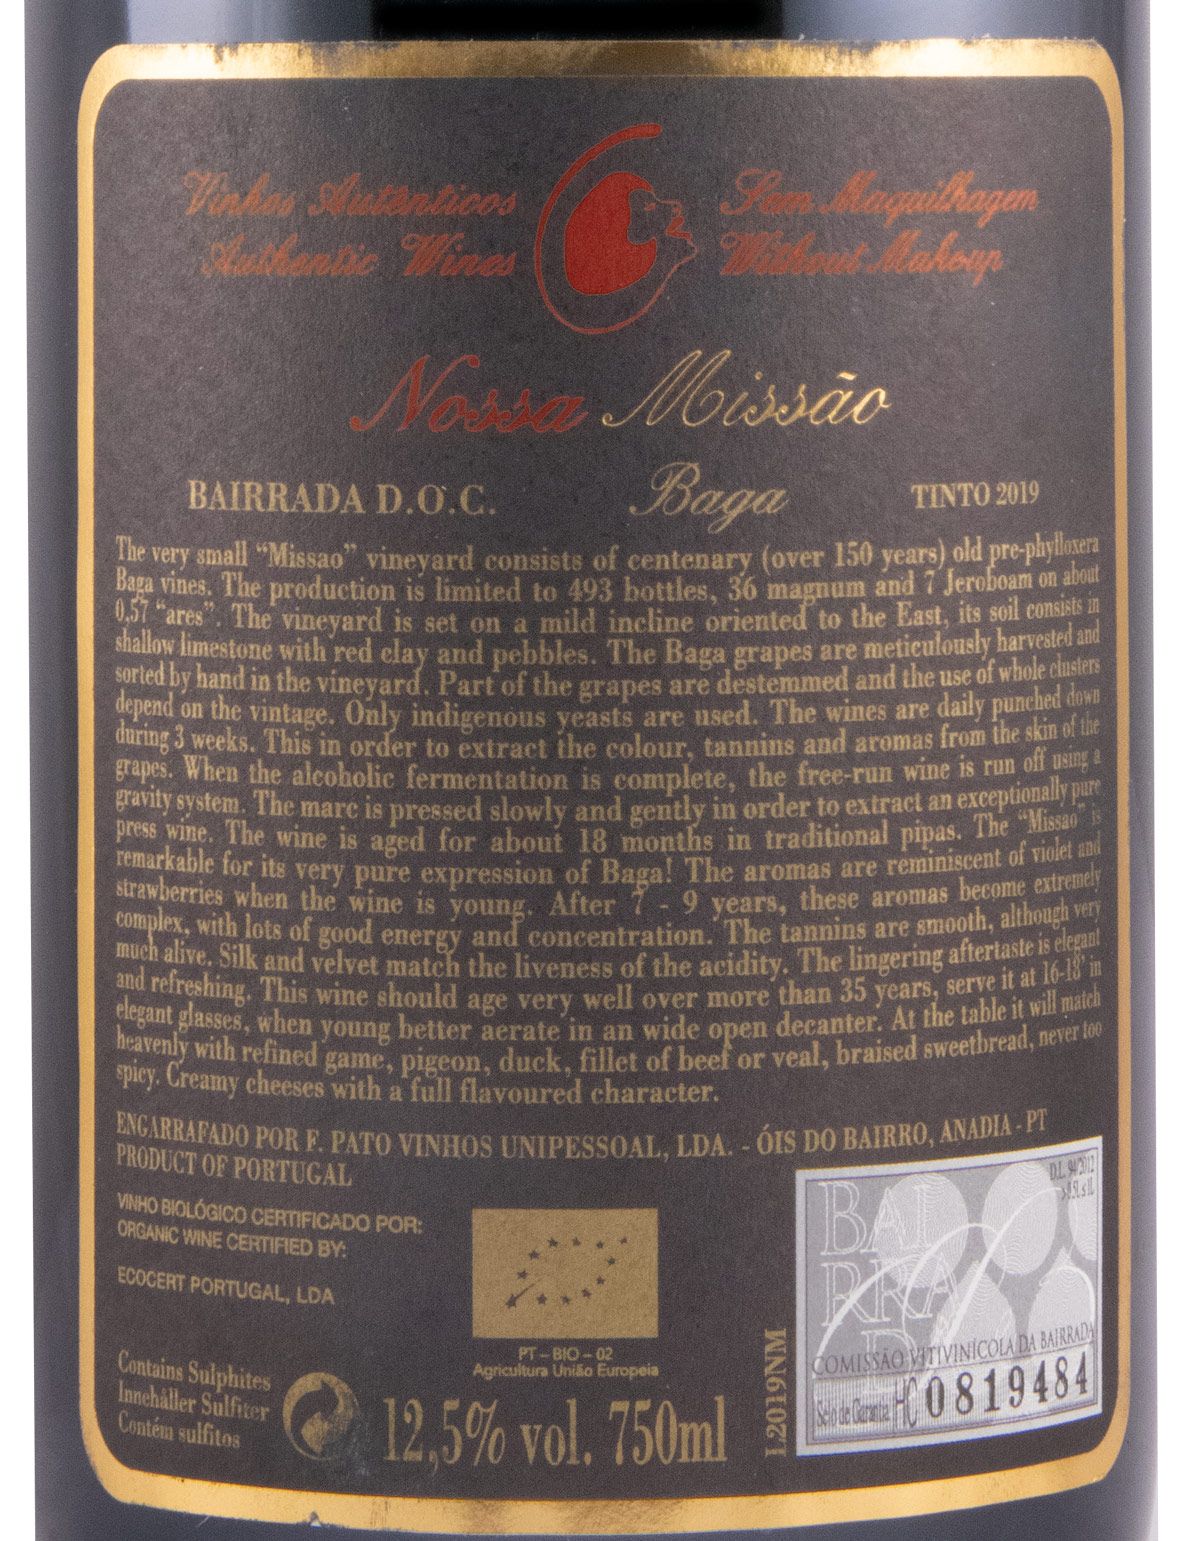 Vinhos Autênticos
Authentic Wines
Sem Maquilhagem
Without Makeup
Nossa Missão
BAIRRADA D.O.C. Baga TINTO 2019
The very small “Missao” vineyard consists of centenary (over 150 years) old pre-phylloxera
Baga vines. The production is limited to 493 bottles, 36 magnum and 7 Jeroboam on about
0,57 “ares”. The vineyard is set on a mild incline oriented to the East, its soil consists in
shallow limestone with red clay and pebbles. The Baga grapes are meticulously harvested and
sorted by hand in the vineyard. Part of the grapes are destemmed and the use of whole clusters
depend on the vintage. Only indigenous yeasts are used. The wines are daily punched down
during 3 weeks. This in order to extract the colour, tannins and aromas from the skin of the
grapes. When the alcoholic fermentation is complete, the free-run wine is run off using a
gravity system. The marc is pressed slowly and gently in order to extract an exceptionally pure
press wine. The wine is aged for about 18 months in traditional pipas. The “Missao” is
remarkable for its very pure expression of Baga! The aromas are reminiscent of violet and
strawberries when the wine is young. After 7 - 9 years, these aromas become extremely
complex, with lots of good energy and concentration. The tannins are smooth, although very
much alive. Silk and velvet match the liveness of the acidity. The lingering aftertaste is elegant
and refreshing. This wine should age very well over more than 35 years, serve it at 16-18° in
elegant glasses, when young better aerate in an wide open decanter. At the table it will match
heavenly with refined game, pigeon, duck, fillet of beef or veal, braised sweetbread, never too
spicy. Creamy cheeses with a full flavoured character.
ENGARRAFADO POR F. PATO VINHOS UNIPESSOAL, LDA. - ÓIS DO BAIRRO, ANADIA - PT
PRODUCT OF PORTUGAL
VINHO BIOLÓGICO CERTIFICADO POR:
ORGANIC WINE CERTIFIED BY:
ECOCERT PORTUGAL, LDA
PT – BIO – 02
Agricultura União Europeia
Contains Sulphites
Innehåller Sulfiter
Contém sulfitos
12,5% vol. 750ml
L2019NM
D.L. 94/2012
>0.5L ≤ 1L
BAI
RRA
DA
COMISSÃO VITIVINÍCOLA DA BAIRRADA
Selo de Garantia HC 0819484